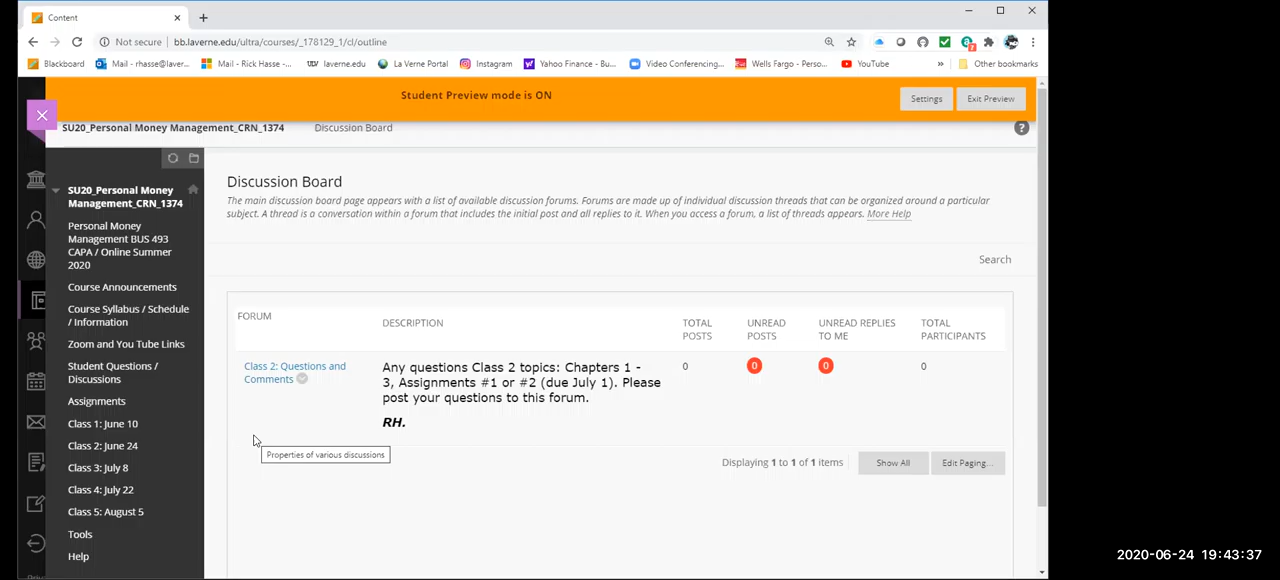 Content
Not secure
bb.laverne.edu/ultra/courses/_178129_1/cl/outline
Blackboard
Mail - rhasse@laver...
Mail - Rick Hasse -...
laverne.edu
La Verne Portal
Instagram
Yahoo Finance - Bu...
Video Conferencing...
Wells Fargo - Perso...
YouTube
»
Other bookmarks
Student Preview mode is ON
Settings
Exit Preview
SU20_Personal Money Management_CRN_1374
Discussion Board
SU20_Personal Money
Management_CRN_1374
Personal Money
Management BUS 493
CAPA / Online Summer
2020
Course Announcements
Course Syllabus / Schedule
/ Information
Zoom and You Tube Links
Student Questions /
Discussions
Assignments
Class 1: June 10
Class 2: June 24
Class 3: July 8
Class 4: July 22
Class 5: August 5
Tools
Help
Discussion Board
The main discussion board page appears with a list of available discussion forums. Forums are made up of individual discussion threads that can be organized around a particular
subject. A thread is a conversation within a forum that includes the initial post and all replies to it. When you access a forum, a list of threads appears. More Help
Search
FORUM
DESCRIPTION
TOTAL
POSTS
UNREAD
POSTS
UNREAD REPLIES
TO ME
TOTAL
PARTICIPANTS
Class 2: Questions and
Comments
Any questions Class 2 topics: Chapters 1 -
3, Assignments #1 or #2 (due July 1). Please
post your questions to this forum.
RH.
0
0
0
0
Properties of various discussions
Displaying 1 to 1 of 1 items
Show All
Edit Paging...
2020-06-24 19:43:37